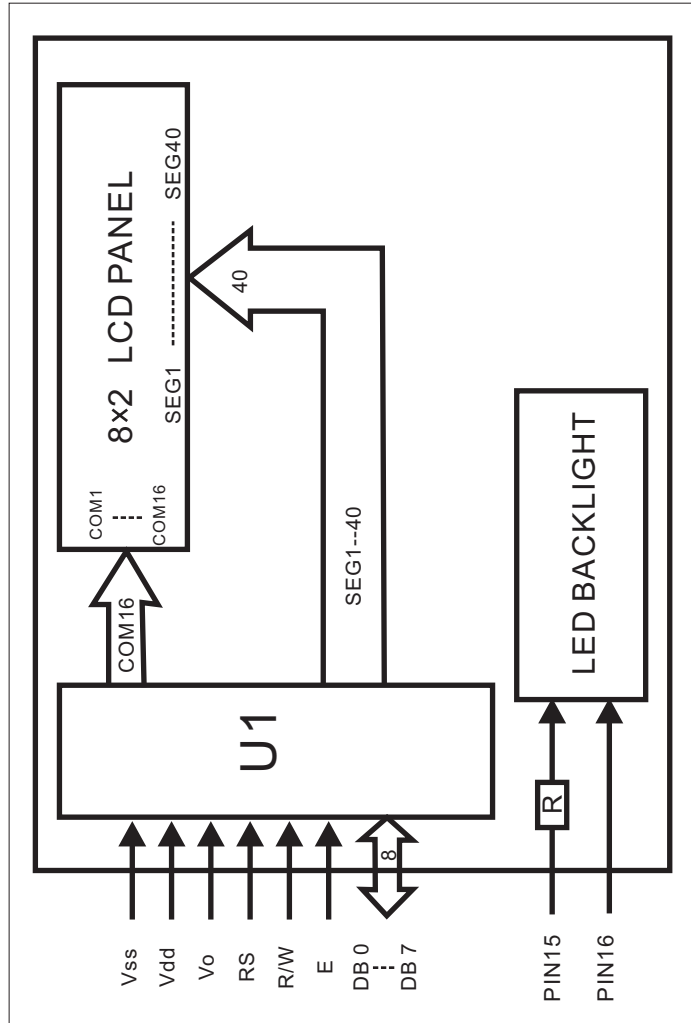 Vss
Vdd
Vo
RS
R/W
E
DB 0
DB 7
8
U1
COM16
COM1
COM16
8×2 LCD PANEL
SEG1
SEG40
40
SEG1--40
PIN15
PIN16
R
LED BACKLIGHT